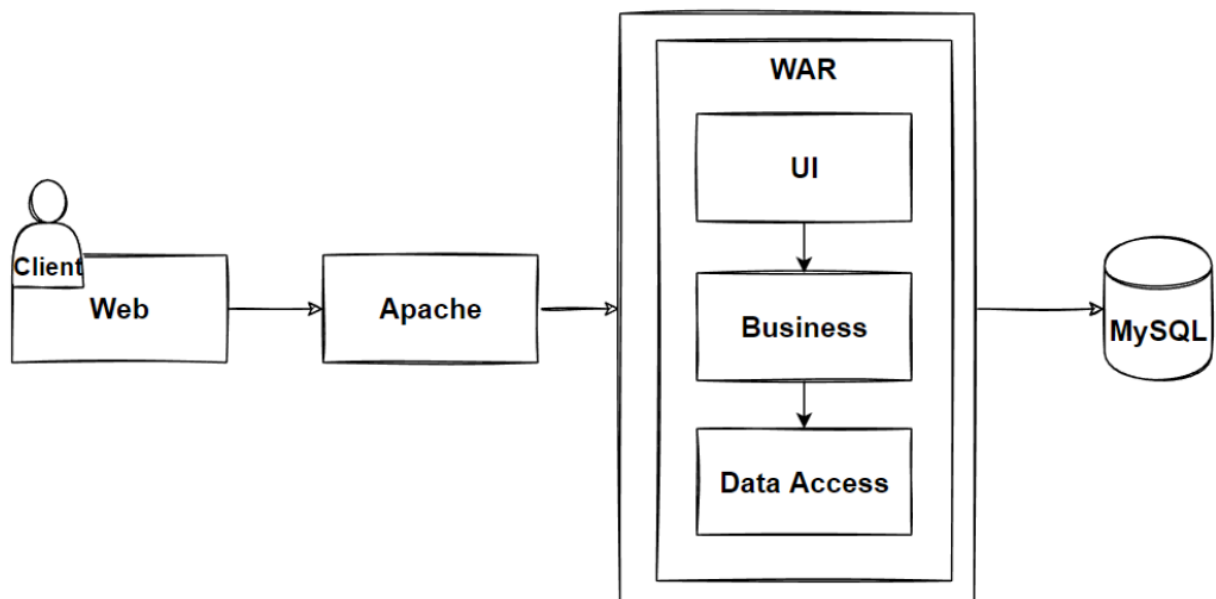 Client
Web
Apache
WAR
UI
Business
Data Access
MySQL